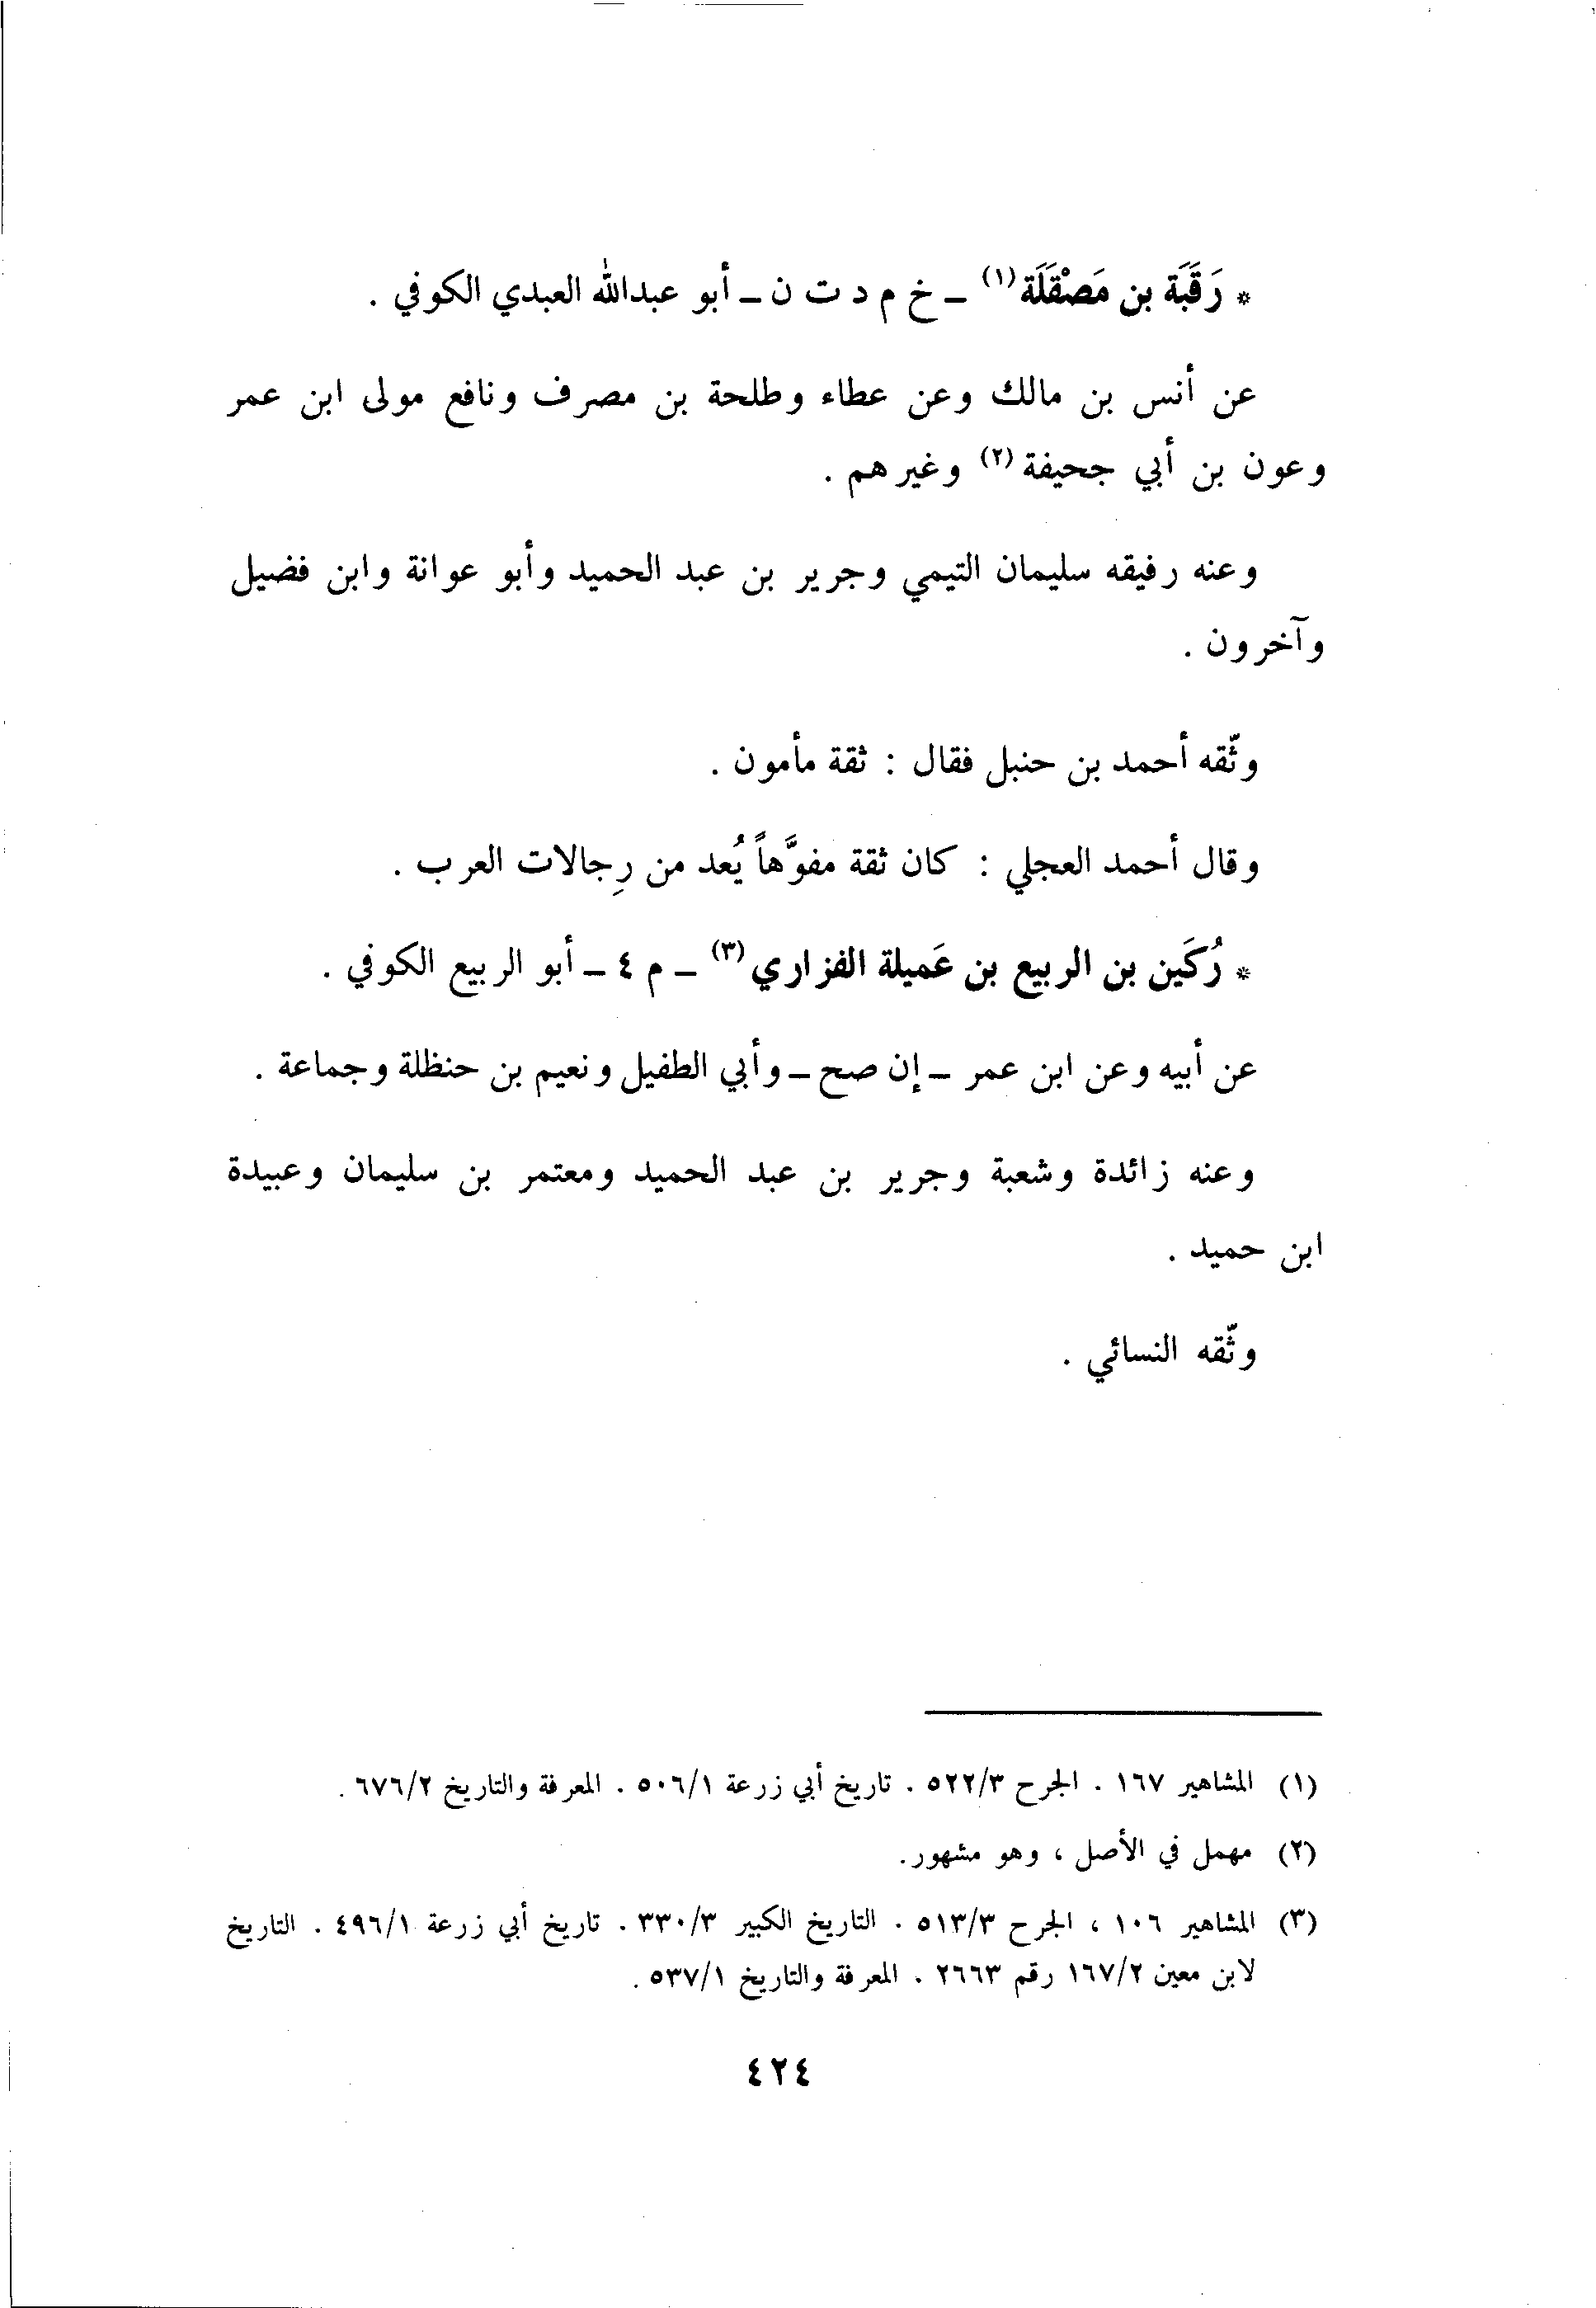 * رَقَبَة بن مَصْقَلَة (١) ـ خ م د ت ن ـ أبو عبدالله العبدي الكوفي .
عن أنس بن مالك وعن عطاء وطلحة بن مصرف ونافع مولى ابن عمر
وعون بن أبي جحيفة (٢) وغيرهم .
وعنه رفيقه سليمان التيمي وجرير بن عبد الحميد وأبو عوانة وابن فضيل
وآخرون .
وثّقه أحمد بن حنبل فقال : ثقة مأمون .
وقال أحمد العجلي : كان ثقة مفوَّهاً يُعد من رِجالات العرب .
* رُكَين بن الربيع بن عَميلة الفزاري (٣) ـ م ٤ ـ أبو الربيع الكوفي .
عن أبيه وعن ابن عمر ـ إن صح ـ وأبي الطفيل ونعيم بن حنظلة وجماعة .
وعنه زائدة وشعبة وجرير بن عبد الحميد ومعتمر بن سليمان وعبيدة
ابن حميد .
وثّقه النسائي .
(١) المشاهير ١٦٧ . الجرح ٥٢٢/٣ . تاريخ أبي زرعة ٥٠٦/١ . المعرفة والتاريخ ٦٧٦/٢ .
(٢) مهمل في الأصل ، وهو مشهور.
(٣) المشاهير ١٠٦ ، الجرح ٥١٣/٣ . التاريخ الكبير ٣٣٠/٣ . تاريخ أبي زرعة ٤٩٦/١ . التاريخ
لابن معين ١٦٧/٢ رقم ٢٦٦٣ . المعرفة والتاريخ ٥٣٧/١ .
٤٢٤